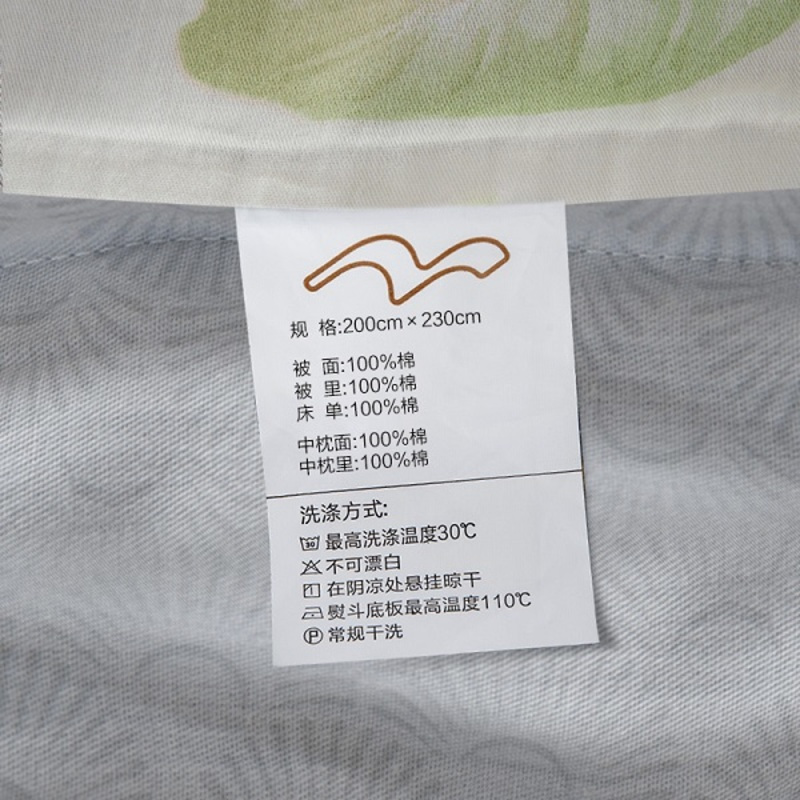 规 格:200cm×230cm
被 面:100%棉
被 里:100%棉
床 单:100%棉
中枕面:100%棉
中枕里:100%棉
洗涤方式:
30 最高洗涤温度30℃
不可漂白
在阴凉处悬挂晾干
熨斗底板最高温度110℃
Ⓟ 常规干洗